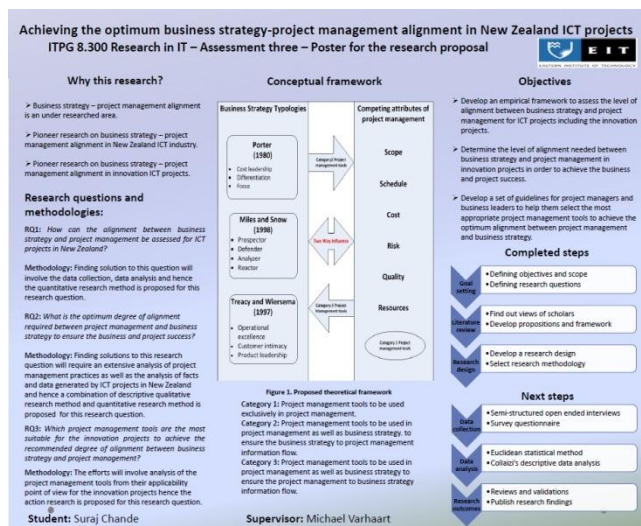 Achieving the optimum business strategy-project management alignment in New Zealand ICT projects
ITPG 8.300 Research in IT – Assessment three – Poster for the research proposal
EIT
EASTERN INSTITUTE OF TECHNOLOGY
Why this research?
➢ Business strategy – project management alignment
is an under researched area.
➢ Pioneer research on business strategy – project
management alignment in New Zealand ICT industry.
➢ Pioneer research on business strategy – project
management alignment in innovation ICT projects.
Research questions and
methodologies:
RQ1: How can the alignment between business
strategy and project management be assessed for ICT
projects in New Zealand?
Methodology: Finding solution to this question will
involve the data collection, data analysis and hence
the quantitative research method is proposed for this
research question.
RQ2: What is the optimum degree of alignment
required between project management and business
strategy to ensure the business and project success?
Methodology: Finding solutions to this research
question will require an extensive analysis of project
management practices as well as the analysis of facts
and data generated by ICT projects in New Zealand
and hence a combination of descriptive qualitative
research method and quantitative research method is
proposed for this research question.
RQ3: Which project management tools are the most
suitable for the innovation projects to achieve the
recommended degree of alignment between business
strategy and project management?
Methodology: The efforts will involve analysis of the
project management tools from their applicability
point of view for the innovation projects hence the
action research is proposed for this research question.
Student: Suraj Chande
Conceptual framework
Business Strategy Typologies
Porter
(1980)
• Cost leadership
• Differentiation
• Focus
Miles and Snow
(1998)
• Prospector
• Defender
• Analyzer
• Reactor
Treacy and Wiersema
(1997)
• Operational
excellence
• Customer intimacy
• Product leadership
Category 2 Project
management tools
Two Way Influence
Category 3 Project
Management tools
Competing attributes of
project management
Scope
Schedule
Cost
Risk
Quality
Resources
Category 1 Project
management tools
Figure 1. Proposed theoretical framework
Category 1: Project management tools to be used
exclusively in project management.
Category 2: Project management tools to be used in
project management as well as business strategy. to
ensure the business strategy to project management
information flow.
Category 3: Project management tools to be used in
project management as well as business strategy to
ensure the project management to business strategy
information flow.
Supervisor: Michael Varhaart
Objectives
➢ Develop an empirical framework to assess the level of
alignment between business strategy and project
management for ICT projects including the innovation
projects.
➢ Determine the level of alignment needed between
business strategy and project management in
innovation projects in order to achieve the business
and project success.
➢ Develop a set of guidelines for project managers and
business leaders to help them select the most
appropriate project management tools to achieve the
optimum alignment between project management
and business strategy.
Completed steps
Goal
setting
• Defining objectives and scope
• Defining research questions
Literature
review
• Find out views of scholars
• Develop propositions and framework
Research
design
• Develop a research design
• Select research methodology
Next steps
Data
collection
• Semi-structured open ended interviews
• Survey questionnaire
Data
analysis
• Euclidean statistical method
• Collaizi's descriptive data analysis
Research
outcomes
• Reviews and validations
• Publish research findings